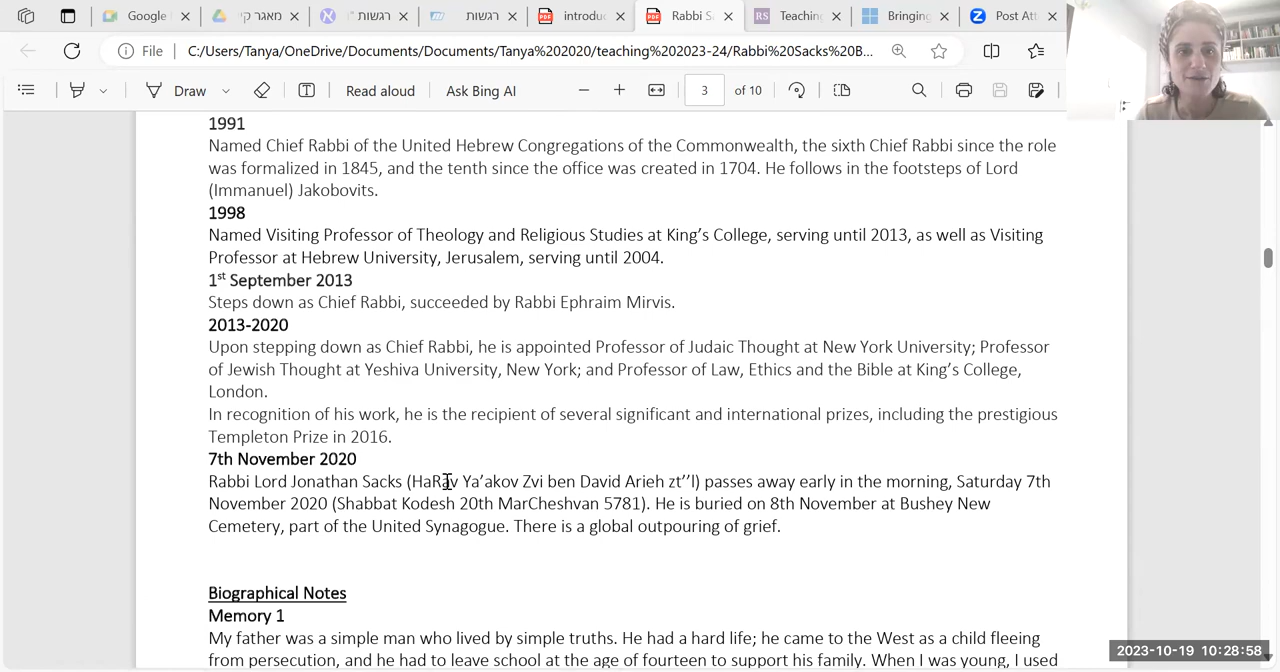 Google
מאגר קי
רגשות "י
רגשות
introdu
Rabbi S
RS Teaching
Bringing
Post Att
File C:/Users/Tanya/OneDrive/Documents/Documents/Tanya%202020/teaching%202023-24/Rabbi%20Sacks%20B...
Draw Read aloud Ask Bing AI 3 of 10
1991
Named Chief Rabbi of the United Hebrew Congregations of the Commonwealth, the sixth Chief Rabbi since the role
was formalized in 1845, and the tenth since the office was created in 1704. He follows in the footsteps of Lord
(Immanuel) Jakobovits.
1998
Named Visiting Professor of Theology and Religious Studies at King’s College, serving until 2013, as well as Visiting
Professor at Hebrew University, Jerusalem, serving until 2004.
1st September 2013
Steps down as Chief Rabbi, succeeded by Rabbi Ephraim Mirvis.
2013-2020
Upon stepping down as Chief Rabbi, he is appointed Professor of Judaic Thought at New York University; Professor
of Jewish Thought at Yeshiva University, New York; and Professor of Law, Ethics and the Bible at King’s College,
London.
In recognition of his work, he is the recipient of several significant and international prizes, including the prestigious
Templeton Prize in 2016.
7th November 2020
Rabbi Lord Jonathan Sacks (HaRav Ya’akov Zvi ben David Arieh zt’’l) passes away early in the morning, Saturday 7th
November 2020 (Shabbat Kodesh 20th MarCheshvan 5781). He is buried on 8th November at Bushey New
Cemetery, part of the United Synagogue. There is a global outpouring of grief.
Biographical Notes
Memory 1
My father was a simple man who lived by simple truths. He had a hard life; he came to the West as a child fleeing
from persecution, and he had to leave school at the age of fourteen to support his family. When I was young, I used
2023-10-19 10:28:58